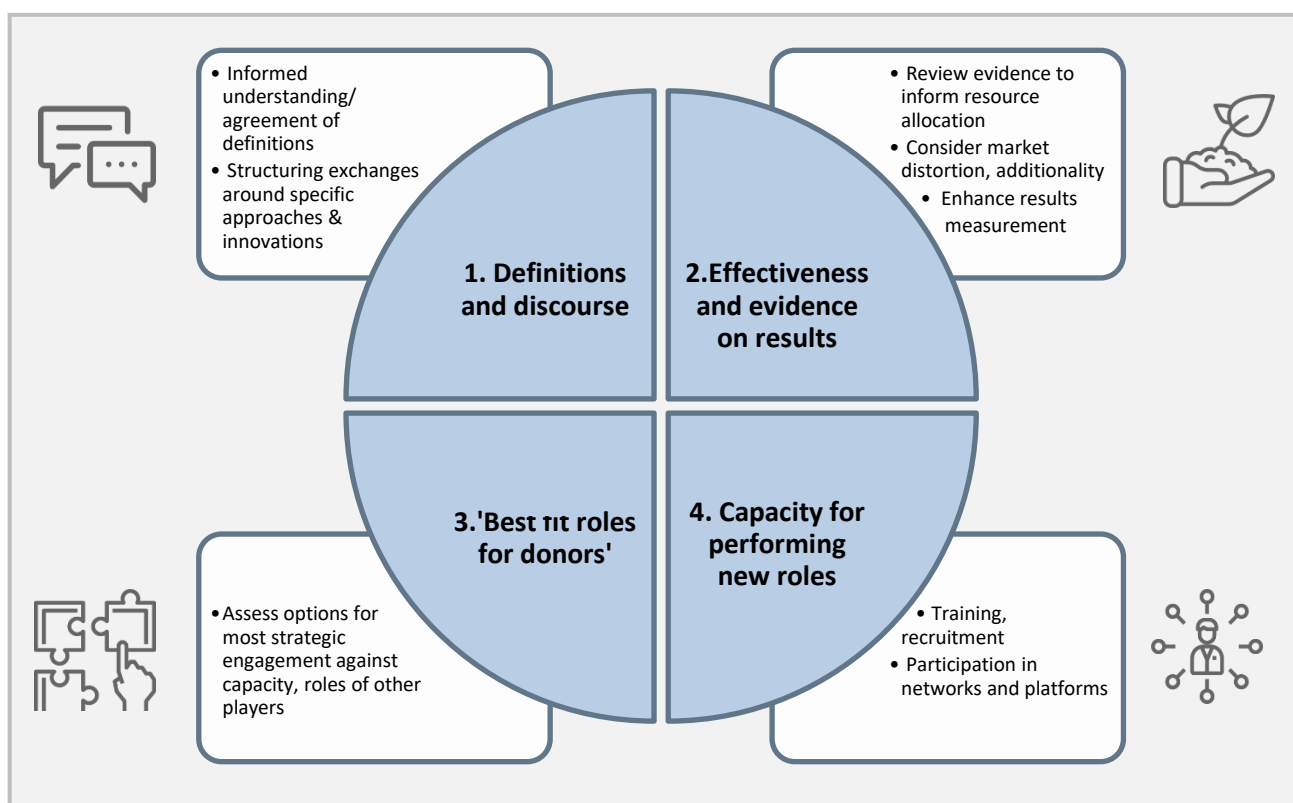 • Informed
understanding/
agreement of
definitions
• Structuring exchanges
around specific
approaches &
innovations
1. Definitions
and discourse
• Review evidence to
inform resource
allocation
• Consider market
distortion, additionality
• Enhance results
measurement
2.Effectiveness
and evidence
on results
3.'Best fit roles
for donors'
•Assess options for
most strategic
engagement against
capacity, roles of other
players
4. Capacity for
performing
new roles
• Training,
recruitment
• Participation in
networks and platforms